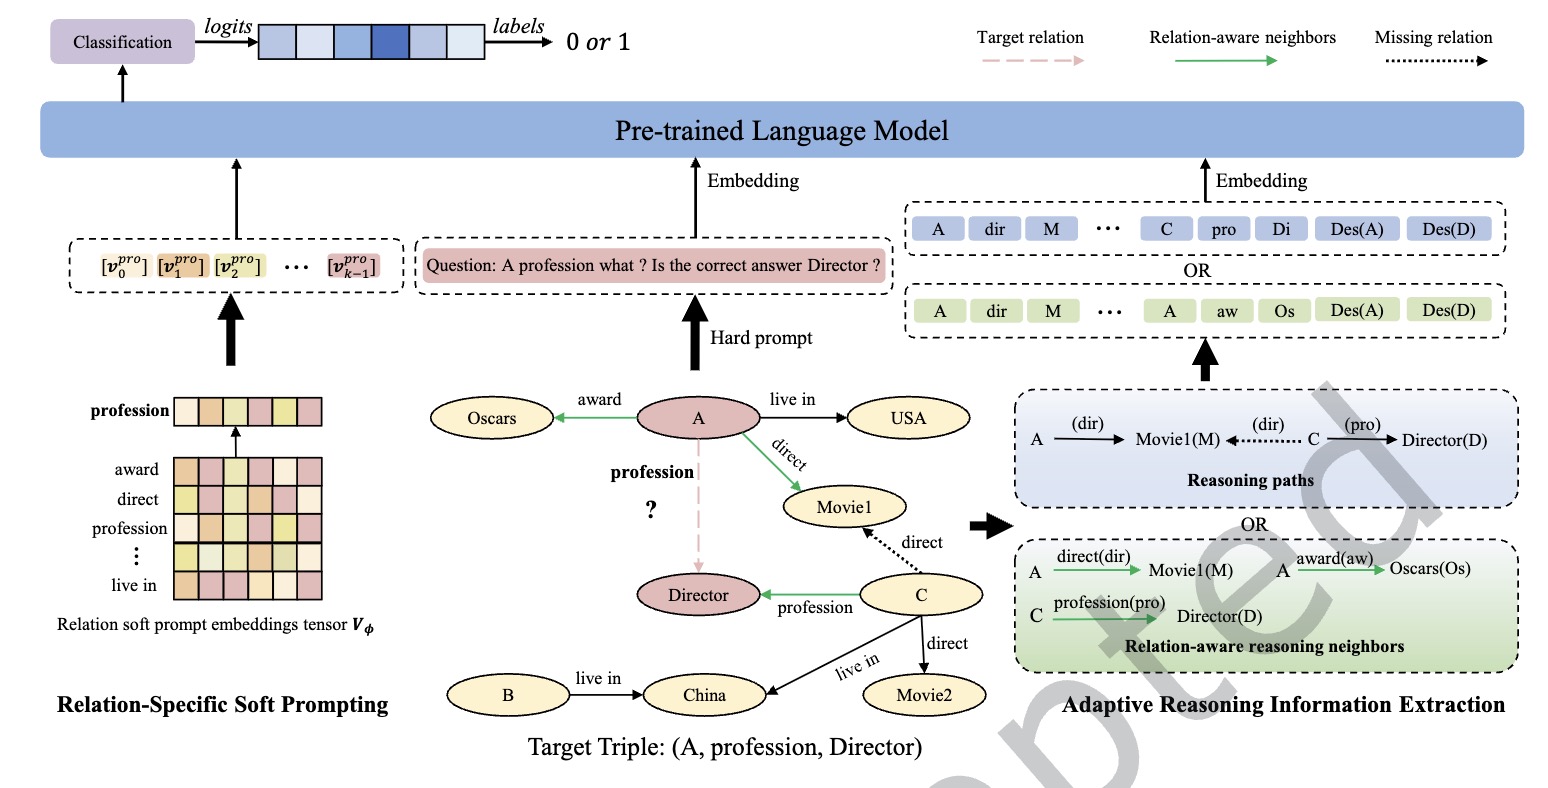 Classification
logits
labels
0 or 1
Target relation
Relation-aware neighbors
Missing relation
Pre-trained Language Model
Embedding
Embedding
[v_0^{pro}] [v_1^{pro}] [v_2^{pro}] ... [v_{k-1}^{pro}]
Question: A profession what ? Is the correct answer Director ?
A dir M ... C pro Di Des(A) Des(D)
OR
A dir M ... A aw Os Des(A) Des(D)
Hard prompt
profession
award
direct
profession
⋮
live in
Relation soft prompt embeddings tensor V_ϕ
Relation-Specific Soft Prompting
Oscars
award
A
live in
USA
profession
?
direct
Movie1
direct
Director
profession
C
live in
direct
B
live in
China
Movie2
Target Triple: (A, profession, Director)
A (dir) Movie1(M) (dir) C (pro) Director(D)
Reasoning paths
OR
A direct(dir) Movie1(M) A award(aw) Oscars(Os)
C profession(pro) Director(D)
Relation-aware reasoning neighbors
Adaptive Reasoning Information Extraction